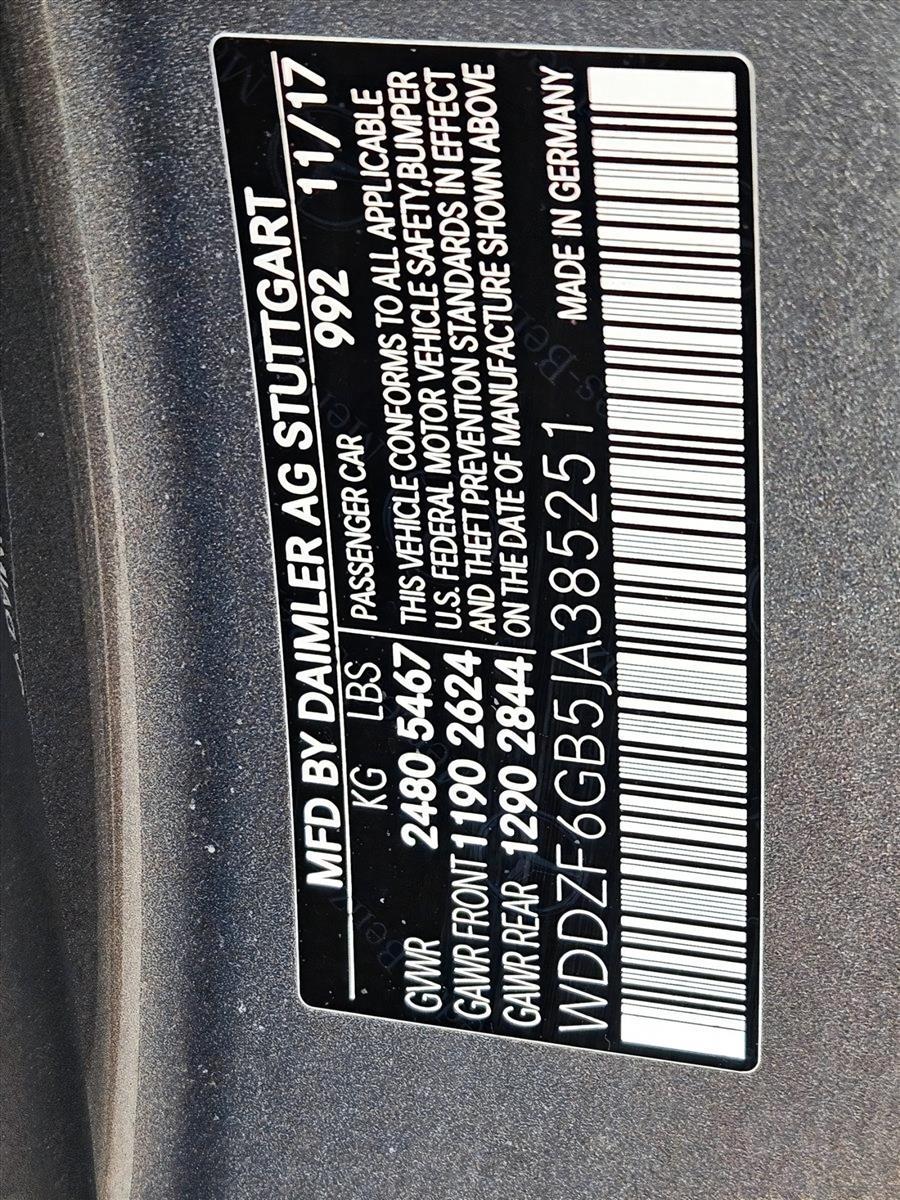 MFD BY DAIMLER AG STUTTGART
992 11/17
KG LBS PASSENGER CAR
GVWR 2480 5467
GAWR FRONT 1190 2624
GAWR REAR 1290 2844
THIS VEHICLE CONFORMS TO ALL APPLICABLE
U.S. FEDERAL MOTOR VEHICLE SAFETY,BUMPER
AND THEFT PREVENTION STANDARDS IN EFFECT
ON THE DATE OF MANUFACTURE SHOWN ABOVE
WDDZF6GB5JA385251 MADE IN GERMANY